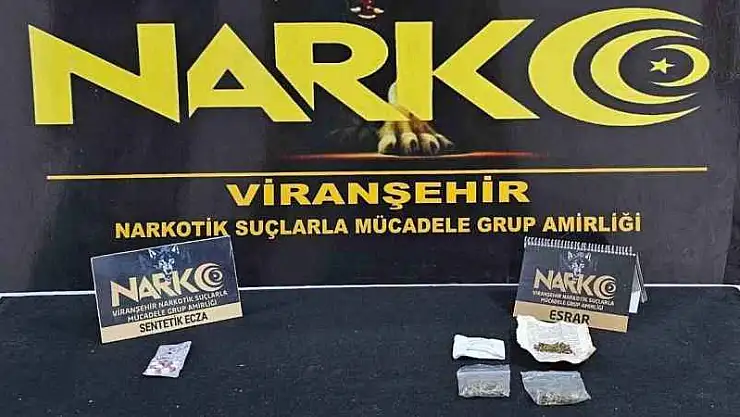 NARKO
VİRANŞEHİR
NARKOTİK SUÇLARLA MÜCADELE GRUP AMİRLİĞİ
NARKO
VİRANŞEHİR NARKOTİK SUÇLARLA
MÜCADELE GRUP AMİRLİĞİ
SENTETİK ECZA
NARKO
VİRANŞEHİR NARKOTİK SUÇLARLA
MÜCADELE GRUP AMİRLİĞİ
ESRAR